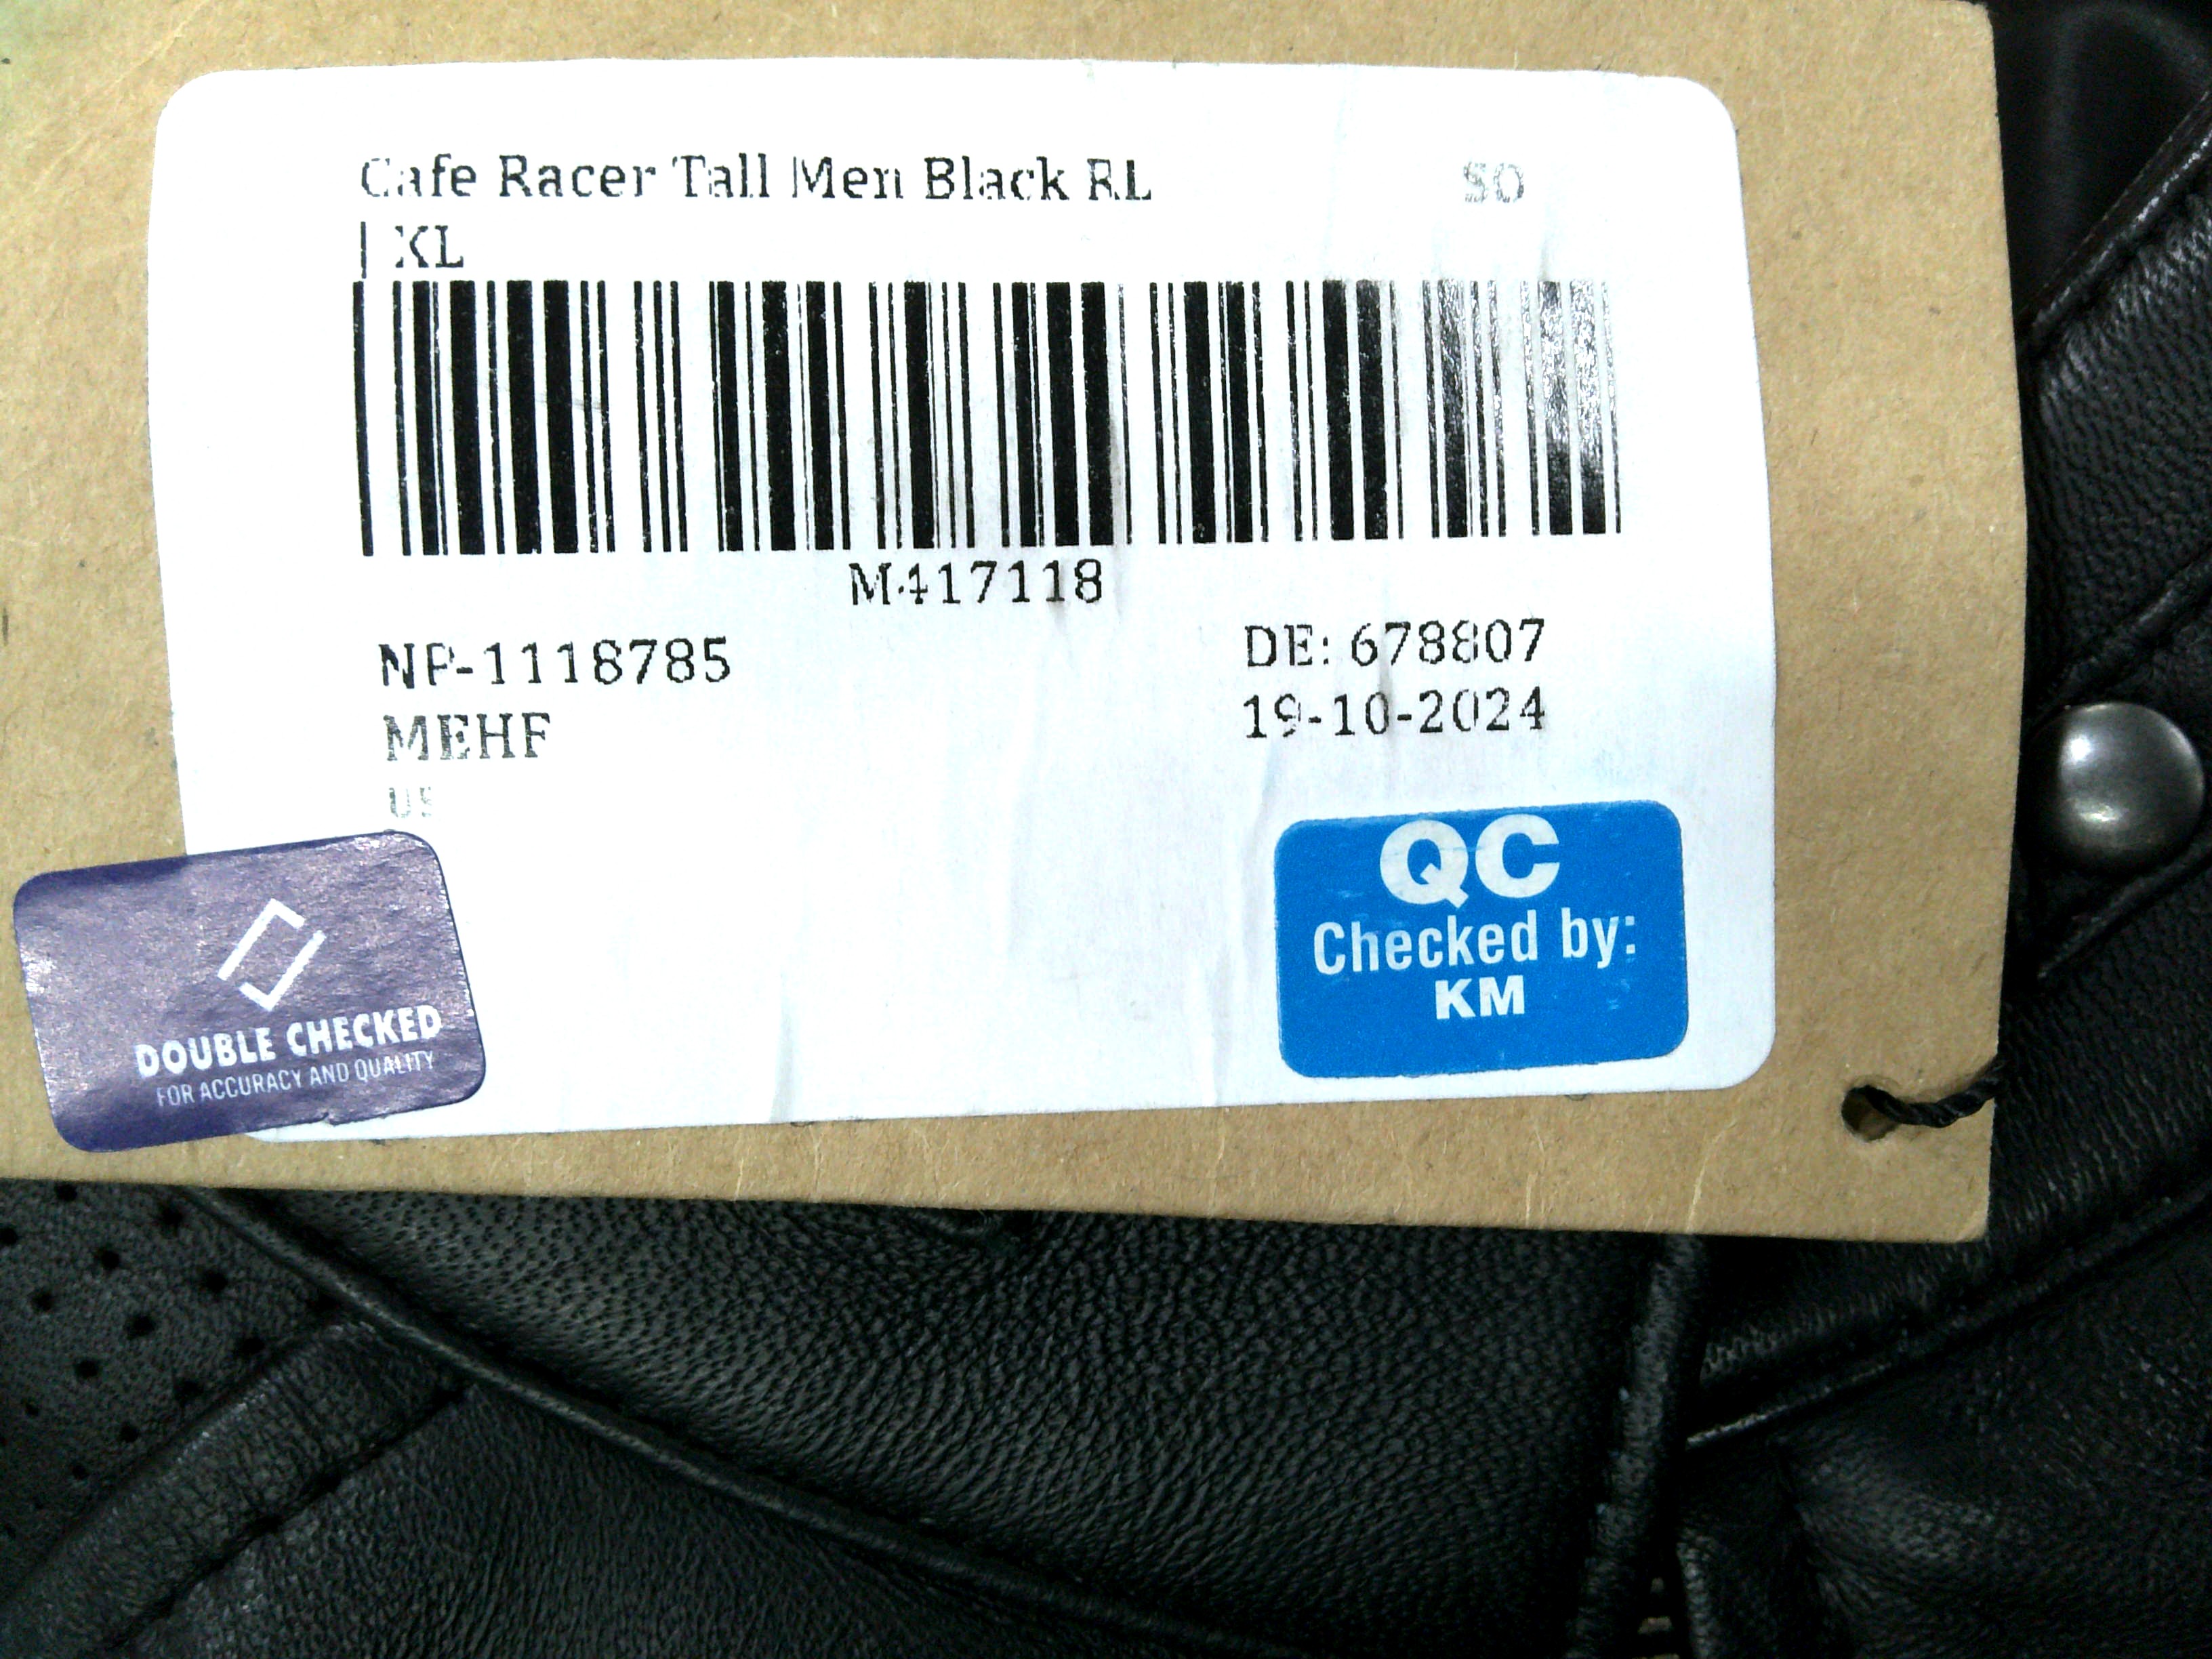 Cafe Racer Tall Men Black RL
SO
| XL
M417118
NP-1118785
DE: 678807
MEHF
19-10-2024
US
QC
Checked by:
KM
DOUBLE CHECKED
FOR ACCURACY AND QUALITY